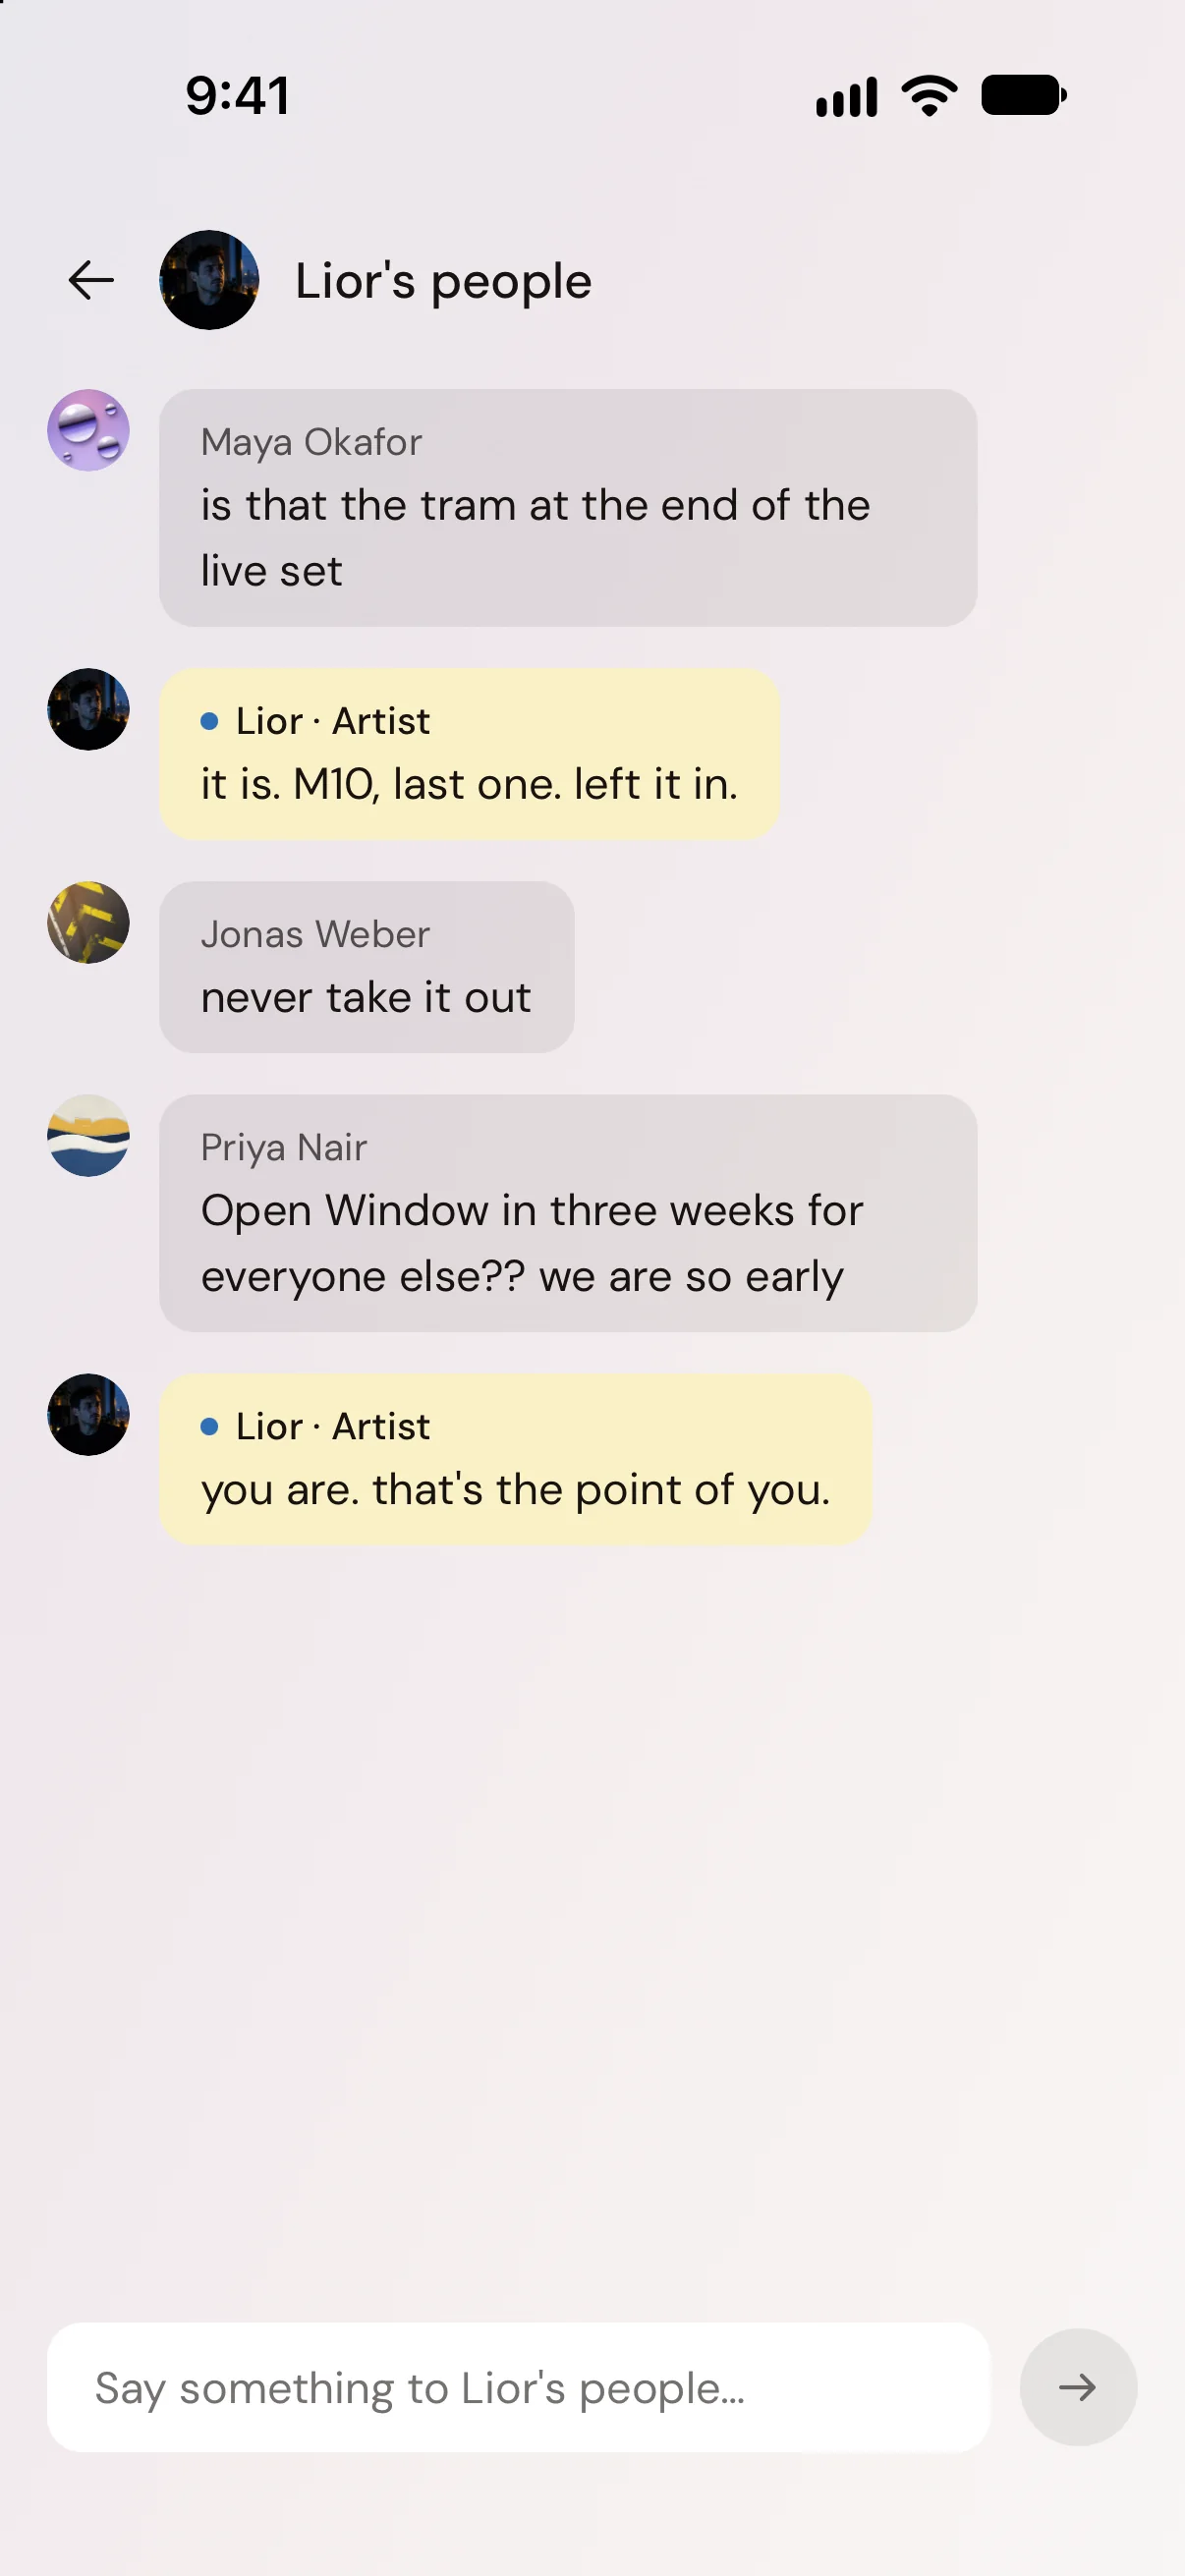 9:41
Lior's people
Maya Okafor
is that the tram at the end of the
live set
Lior · Artist
it is. M10, last one. left it in.
Jonas Weber
never take it out
Priya Nair
Open Window in three weeks for
everyone else?? we are so early
Lior · Artist
you are. that's the point of you.
Say something to Lior's people...